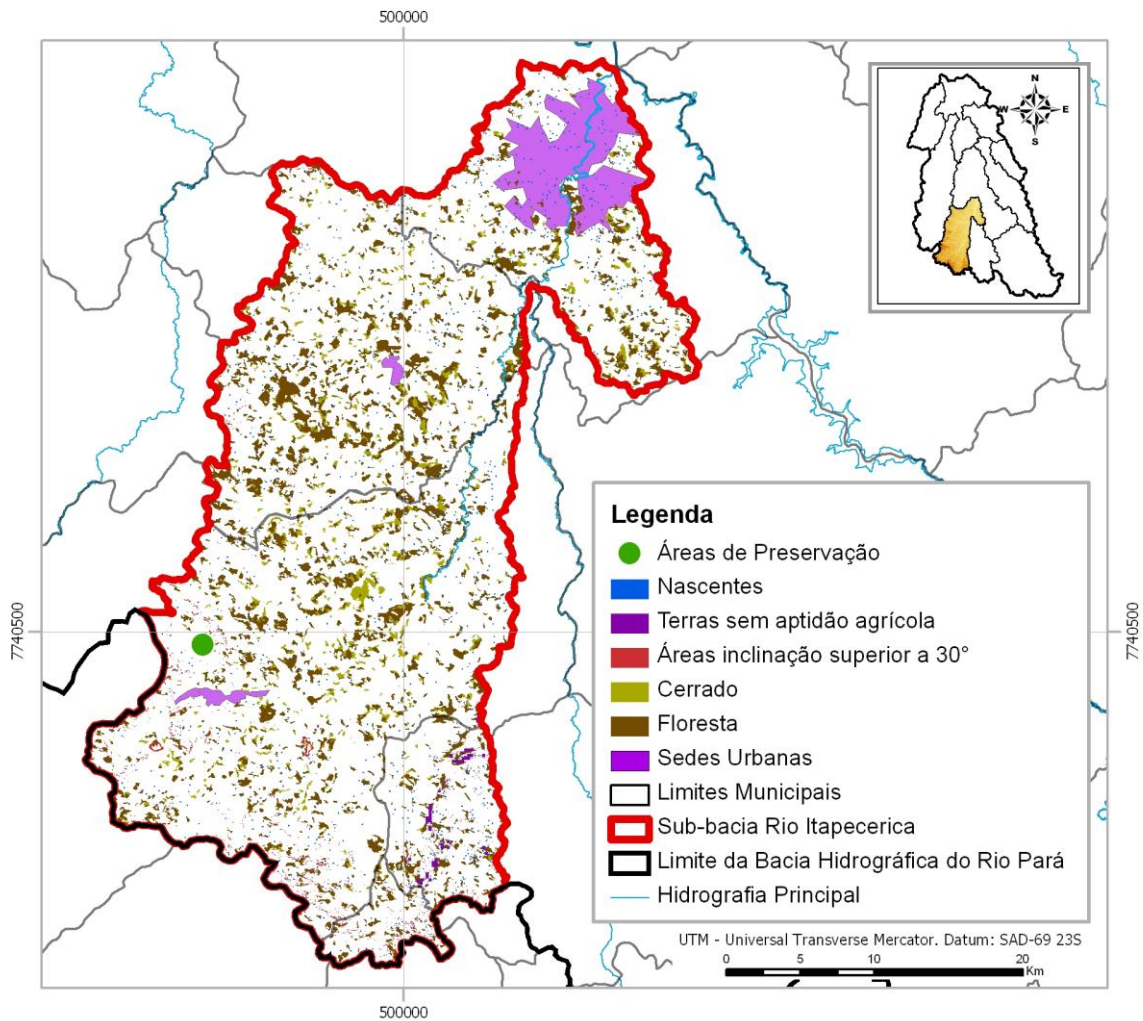 500000
N
W E
S
7740500
7740500
Legenda
Áreas de Preservação
Nascentes
Terras sem aptidão agrícola
Áreas inclinação superior a 30°
Cerrado
Floresta
Sedes Urbanas
Limites Municipais
Sub-bacia Rio Itapecerica
Limite da Bacia Hidrográfica do Rio Pará
Hidrografia Principal
UTM - Universal Transverse Mercator. Datum: SAD-69 23S
0 5 10 20
Km
500000